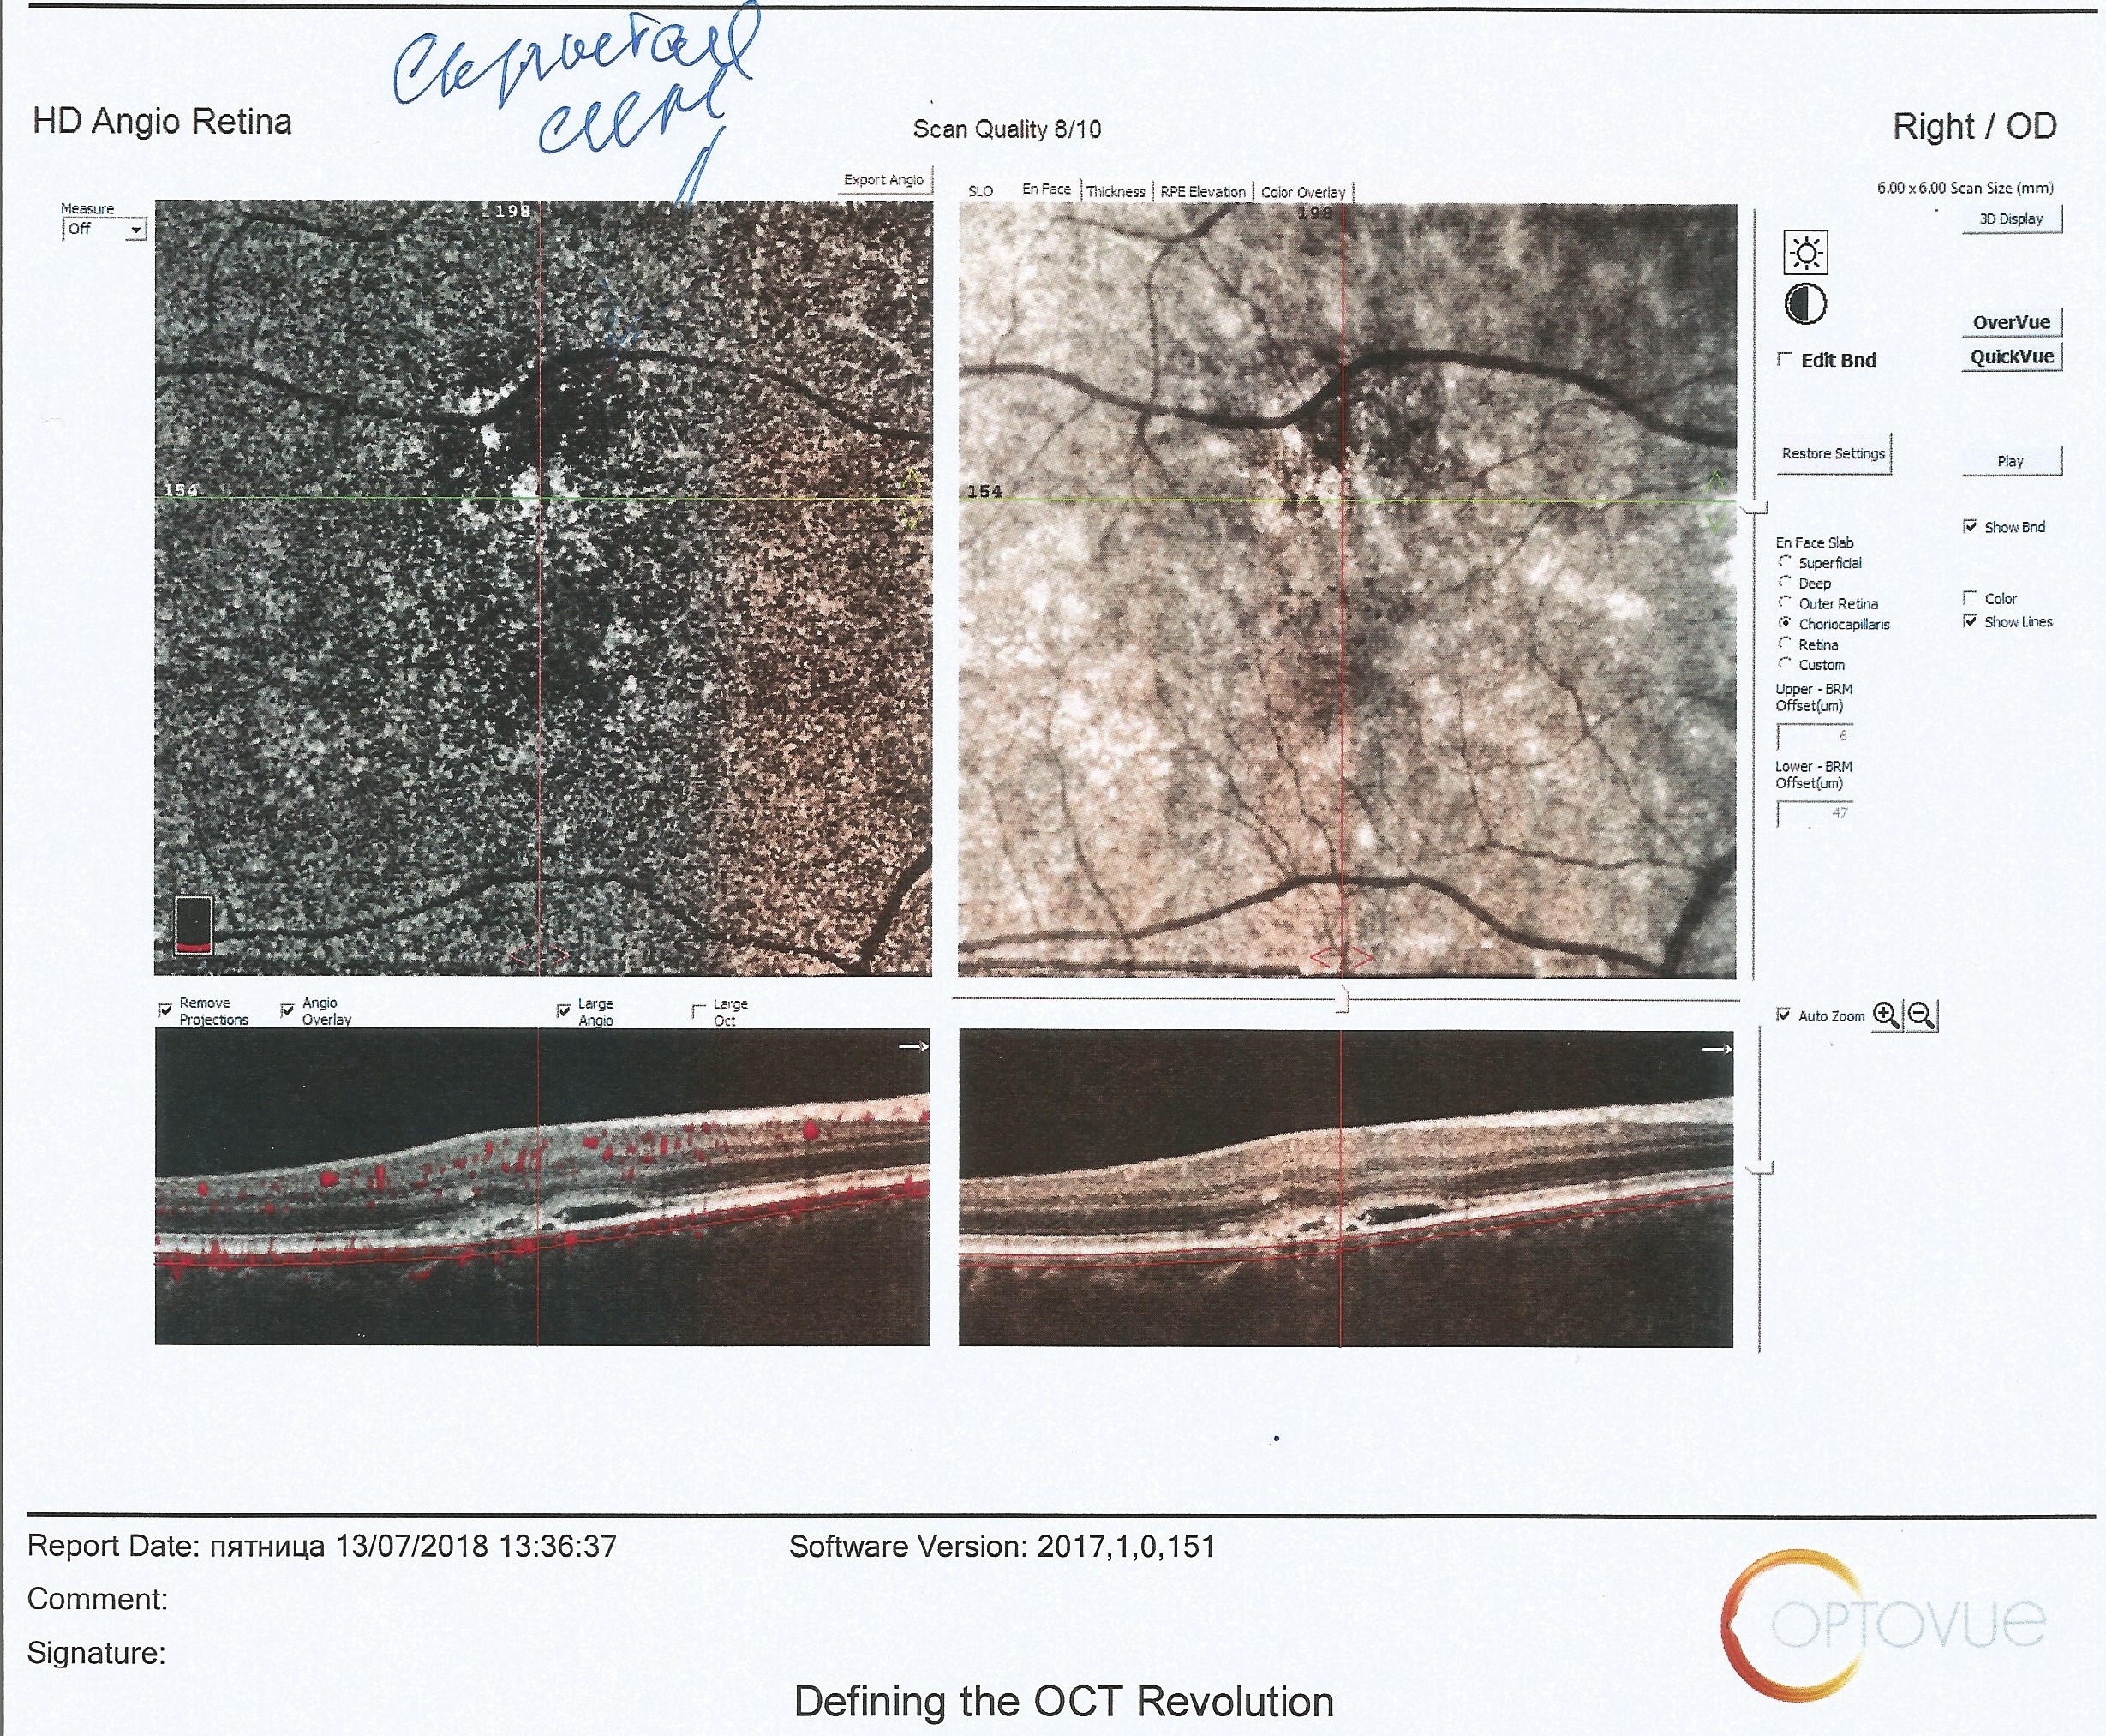 HD Angio Retina
Scan Quality 8/10
Right / OD
6.00 x 6.00 Scan Size (mm)
Measure
Off
Export Angio
SLO En Face Thickness RPE Elevation Color Overlay
3D Display
198
198
154
154
OverVue
QuickVue
Edit Bnd
Restore Settings
Play
Show Bnd
En Face Slab
Superficial
Deep
Outer Retina
Choriocapillaris
Retina
Custom
Color
Show Lines
Upper - BRM
Offset(um)
6
Lower - BRM
Offset(um)
47
Remove
Projections
Angio
Overlay
Large
Angio
Large
Oct
Auto Zoom
Report Date: пятница 13/07/2018 13:36:37
Software Version: 2017,1,0,151
Comment:
Signature:
OPTOVUE
Defining the OCT Revolution